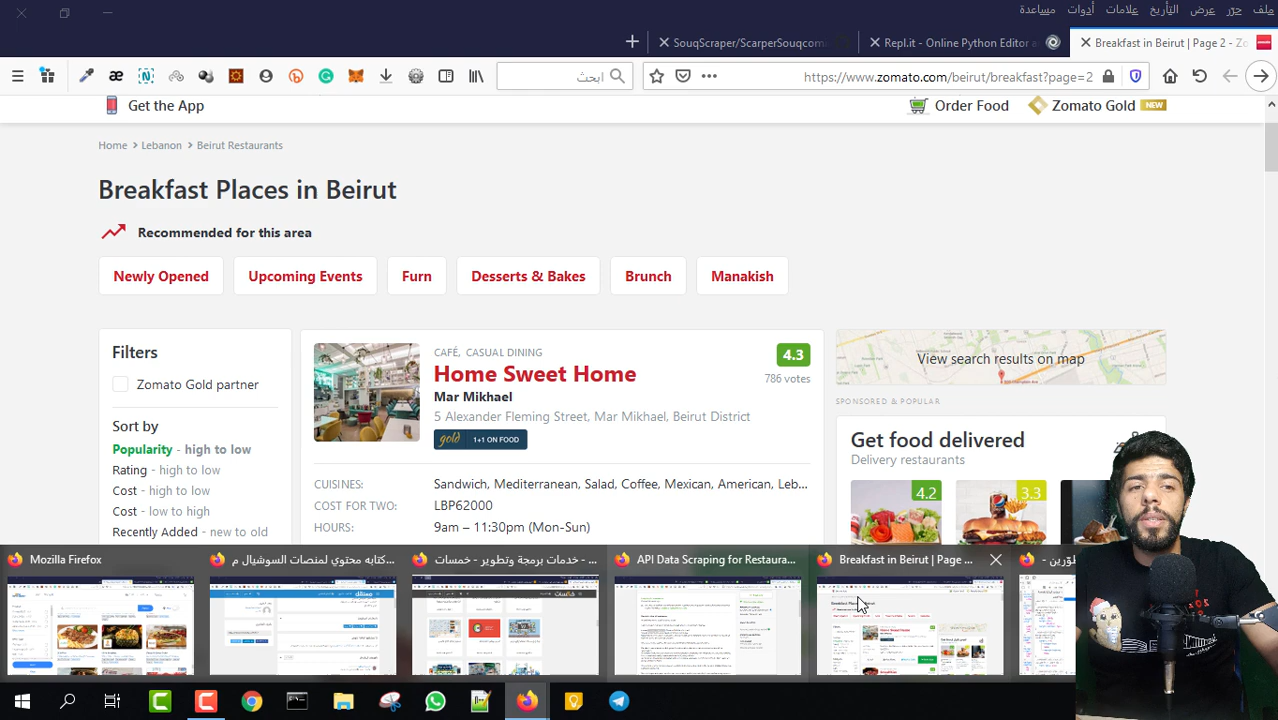 ملف حرّر عرض التأريخ علامات أدوات مساعدة
SouqScraper/ScarperSouqcom
Repl.it - Online Python Editor a
Breakfast in Beirut | Page 2 - Zo
ابحث
https://www.zomato.com/beirut/breakfast?page=2
Get the App
Order Food
Zomato Gold NEW
Home > Lebanon > Beirut Restaurants
Breakfast Places in Beirut
Recommended for this area
Newly Opened
Upcoming Events
Furn
Desserts & Bakes
Brunch
Manakish
Filters
Zomato Gold partner
Sort by
Popularity - high to low
Rating - high to low
Cost - high to low
Cost - low to high
Recently Added - new to old
CAFÉ, CASUAL DINING
Home Sweet Home
Mar Mikhael
5 Alexander Fleming Street, Mar Mikhael, Beirut District
gold 1+1 ON FOOD
4.3
786 votes
CUISINES: Sandwich, Mediterranean, Salad, Coffee, Mexican, American, Leb...
COST FOR TWO: LBP62000
HOURS: 9am – 11:30pm (Mon-Sun)
View search results on map
SPONSORED & POPULAR
Get food delivered
Delivery restaurants
4.2
3.3
Mozilla Firefox
كتابه محتوي لمنصات السوشيال م...
خدمات برمجة وتطوير - خمسات - ...
API Data Scraping for Restaura...
Breakfast in Beirut | Page ...